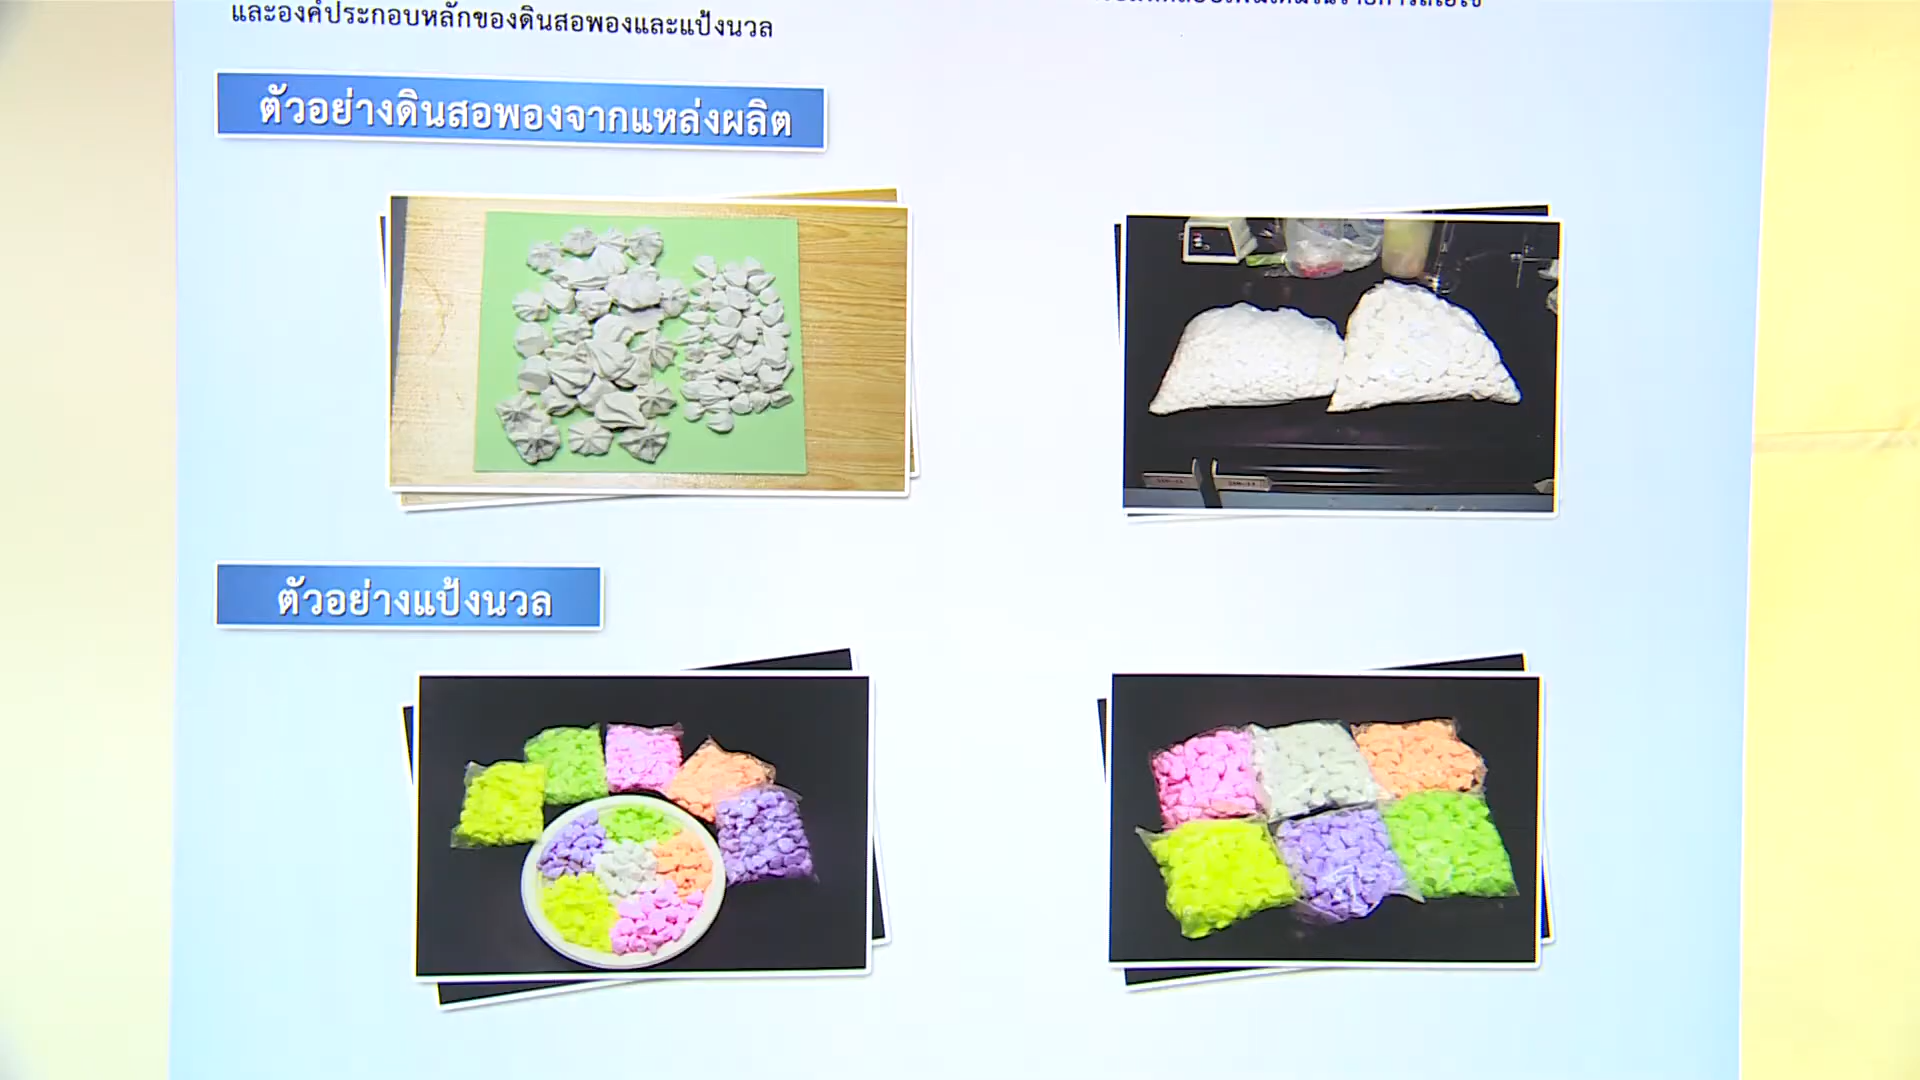 และองค์ประกอบหลักของดินสอพองและแป้งนวล
ตัวอย่างดินสอพองจากแหล่งผลิต
ตัวอย่างแป้งนวล